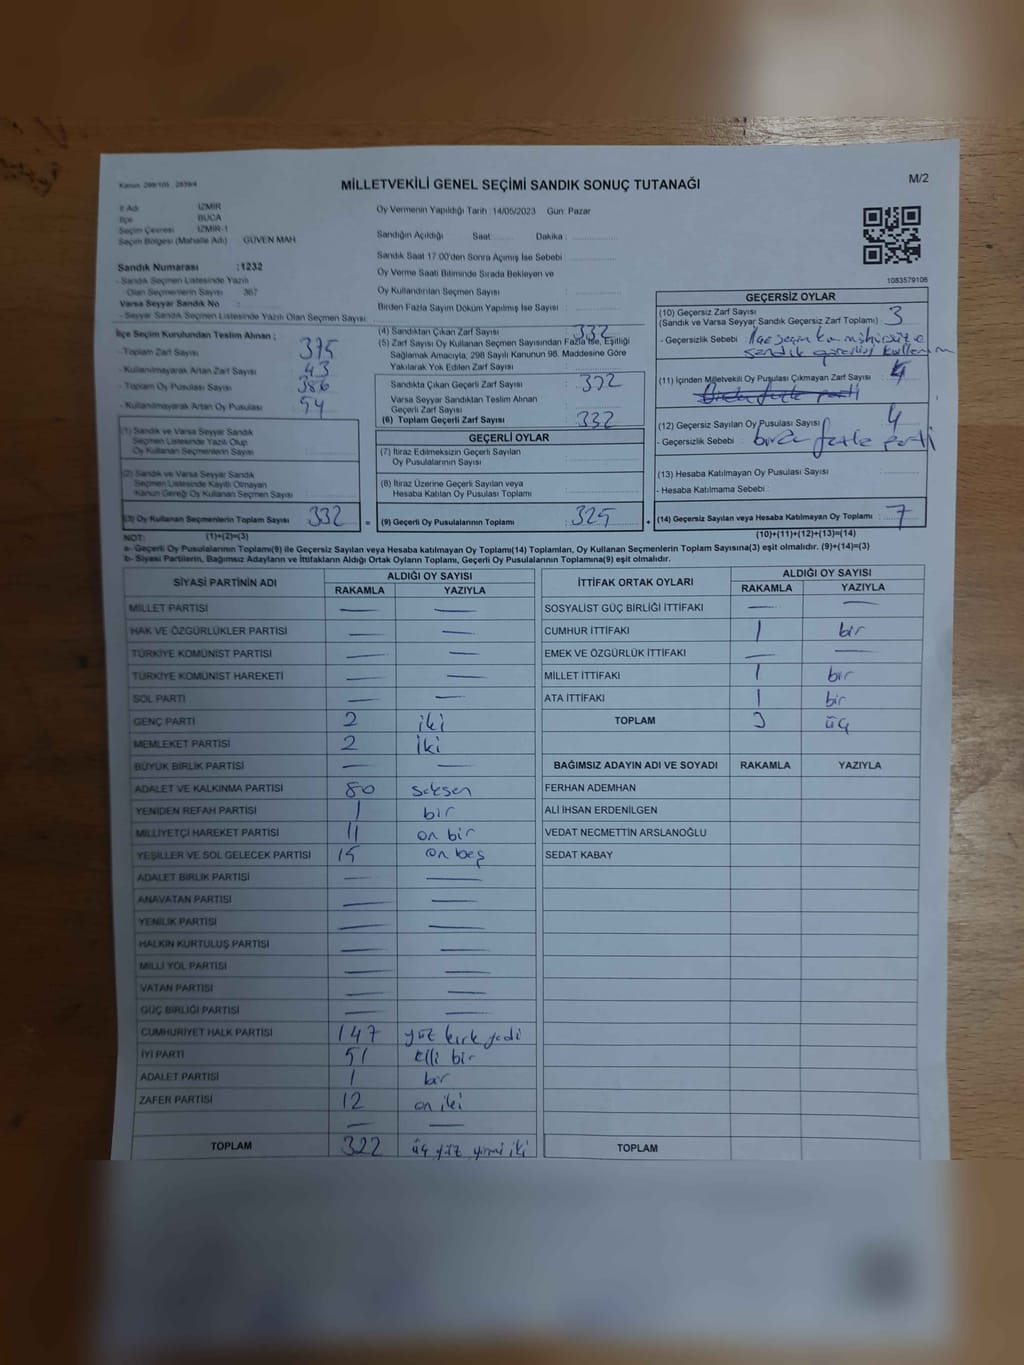 Kanun: 298/105, 2839/4
MİLLETVEKİLİ GENEL SEÇİMİ SANDIK SONUÇ TUTANAĞI
M/2
İl Adı İZMİR
İlçe BUCA
Seçim Çevresi İZMİR-1
Seçim Bölgesi (Mahalle Adı) GÜVEN MAH
Oy Vermenin Yapıldığı Tarih :14/05/2023 Gün: Pazar
Sandığın Açıldığı Saat: Dakika :
Sandık Saat 17.00'den Sonra Açımış İse Sebebi :
Oy Verme Saati Bitiminde Sırada Bekleyen ve
Oy Kullandırılan Seçmen Sayısı :
Birden Fazla Sayım Döküm Yapılmış İse Sayısı :
1083579106
Sandık Numarası :1232
- Sandık Seçmen Listesinde Yazılı
Olan Seçmenlerin Sayısı 367
Varsa Seyyar Sandık No :
- Seyyar Sandık Seçmen Listesinde Yazılı Olan Seçmen Sayısı
İlçe Seçim Kurulundan Teslim Alınan ;
- Toplam Zarf Sayısı 375
- Kullanılmayarak Artan Zarf Sayısı 43
- Toplam Oy Pusulası Sayısı 386
- Kullanılmayarak Artan Oy Pusulası 54
(1) Sandık ve Varsa Seyyar Sandık
Seçmen Listesinde Yazılı Olup
Oy Kullanan Seçmenlerin Sayısı
(2) Sandık ve Varsa Seyyar Sandık
Seçmen Listesinde Kayıtlı Olmayan
Kanun Gereği Oy Kullanan Seçmen Sayısı
(3) Oy Kullanan Seçmenlerin Toplam Sayısı 332
(4) Sandıktan Çıkan Zarf Sayısı : 332
(5) Zarf Sayısı Oy Kullanan Seçmen Sayısından Fazla İse, Eşitliği
Sağlamak Amacıyla, 298 Sayılı Kanunun 98. Maddesine Göre
Yakılarak Yok Edilen Zarf Sayısı :
Sandıkta Çıkan Geçerli Zarf Sayısı : 332
Varsa Seyyar Sandıktan Teslim Alınan
Geçerli Zarf Sayısı :
(6) Toplam Geçerli Zarf Sayısı : 332
GEÇERLİ OYLAR
(7) İtiraz Edilmeksizin Geçerli Sayılan
Oy Pusulalarının Sayısı :
(8) İtiraz Üzerine Geçerli Sayılan veya
Hesaba Katılan Oy Pusulası Toplamı :
= (9) Geçerli Oy Pusulalarının Toplamı : 325
GEÇERSİZ OYLAR
(10) Geçersiz Zarf Sayısı
(Sandık ve Varsa Seyyar Sandık Geçersiz Zarf Toplamı) : 3
- Geçersizlik Sebebi :
(11) İçinden Milletvekili Oy Pusulası Çıkmayan Zarf Sayısı :
(12) Geçersiz Sayılan Oy Pusulası Sayısı : 4
- Geçersizlik Sebebi : birden fazla parti
(13) Hesaba Katılmayan Oy Pusulası Sayısı :
- Hesaba Katılmama Sebebi :
+ (14) Geçersiz Sayılan veya Hesaba Katılmayan Oy Toplamı : 7
NOT: (1)+(2)=(3)
(10)+(11)+(12)+(13)=(14)
a- Geçerli Oy Pusulalarının Toplamı(9) ile Geçersiz Sayılan veya Hesaba katılmayan Oy Toplamı(14) Toplamları, Oy Kullanan Seçmenlerin Toplam Sayısına(3) eşit olmalıdır. (9)+(14)=(3)
b- Siyasi Partilerin, Bağımsız Adayların ve İttifakların Aldığı Ortak Oyların Toplamı, Geçerli Oy Pusulalarının Toplamına(9) eşit olmalıdır.
SİYASİ PARTİNİN ADI ALDIĞI OY SAYISI
RAKAMLA YAZIYLA
MİLLET PARTİSİ — —
HAK VE ÖZGÜRLÜKLER PARTİSİ — —
TÜRKİYE KOMÜNİST PARTİSİ — —
TÜRKİYE KOMÜNİST HAREKETİ — —
SOL PARTİ — —
GENÇ PARTİ 2 iki
MEMLEKET PARTİSİ 2 iki
BÜYÜK BİRLİK PARTİSİ — —
ADALET VE KALKINMA PARTİSİ 80 seksen
YENİDEN REFAH PARTİSİ 1 bir
MİLLİYETÇİ HAREKET PARTİSİ 11 on bir
YEŞİLLER VE SOL GELECEK PARTİSİ 15 on beş
ADALET BİRLİK PARTİSİ — —
ANAVATAN PARTİSİ — —
YENİLİK PARTİSİ — —
HALKIN KURTULUŞ PARTİSİ — —
MİLLİ YOL PARTİSİ — —
VATAN PARTİSİ — —
GÜÇ BİRLİĞİ PARTİSİ — —
CUMHURİYET HALK PARTİSİ 147 yüz kırk yedi
İYİ PARTİ 51 elli bir
ADALET PARTİSİ 1 bir
ZAFER PARTİSİ 12 on iki
— —
TOPLAM 322 üç yüz yirmi iki
İTTİFAK ORTAK OYLARI ALDIĞI OY SAYISI
RAKAMLA YAZIYLA
SOSYALİST GÜÇ BİRLİĞİ İTTİFAKI — —
CUMHUR İTTİFAKI 1 bir
EMEK VE ÖZGÜRLÜK İTTİFAKI — —
MİLLET İTTİFAKI 1 bir
ATA İTTİFAKI 1 bir
TOPLAM 3 üç
BAĞIMSIZ ADAYIN ADI VE SOYADI RAKAMLA YAZIYLA
FERHAN ADEMHAN
ALİ İHSAN ERDENİLGEN
VEDAT NECMETTİN ARSLANOĞLU
SEDAT KABAY
TOPLAM